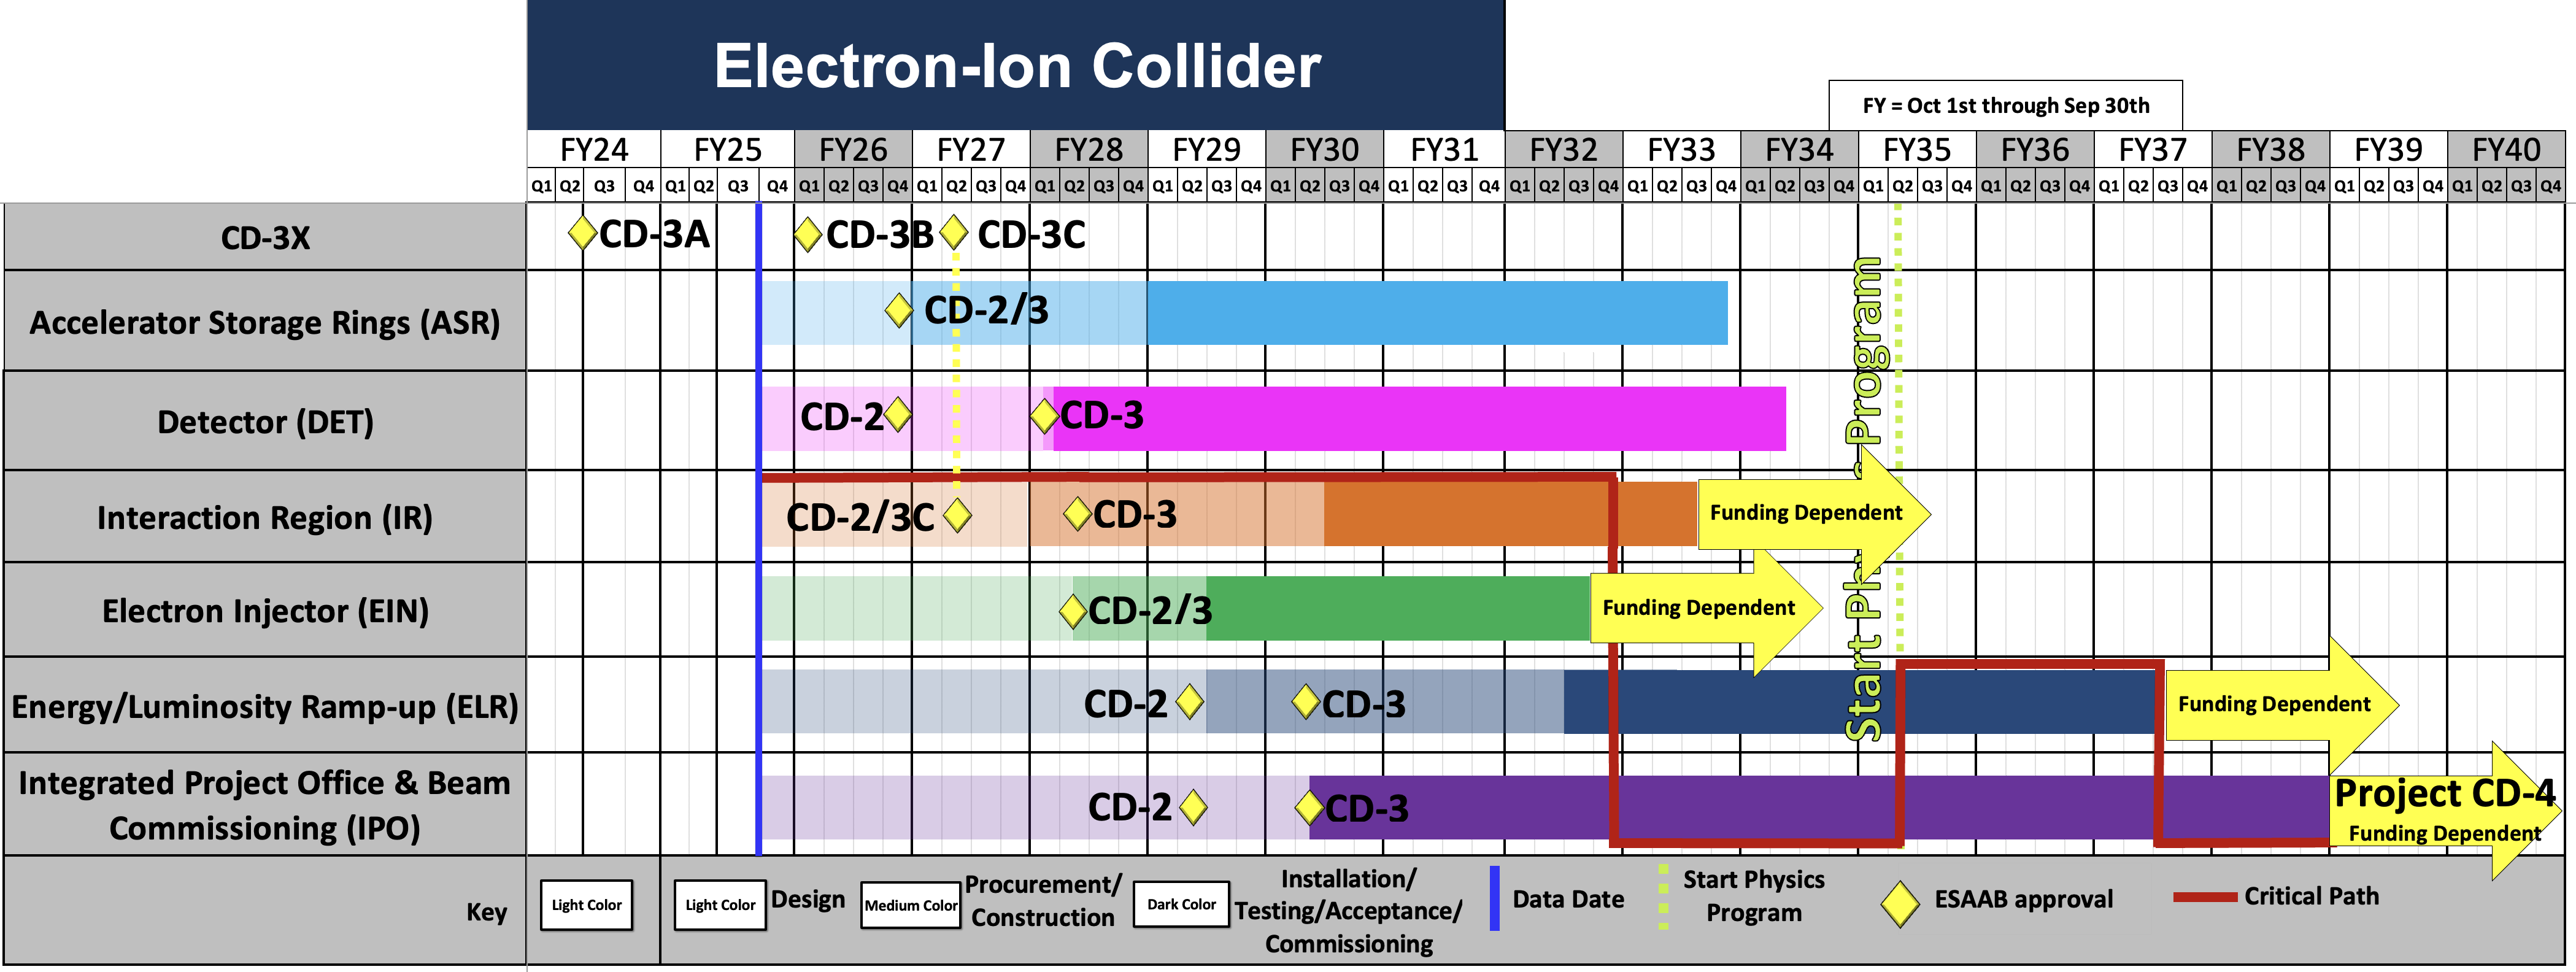 Electron-Ion Collider
FY = Oct 1st through Sep 30th
FY24 FY25 FY26 FY27 FY28 FY29 FY30 FY31 FY32 FY33 FY34 FY35 FY36 FY37 FY38 FY39 FY40
Q1 Q2 Q3 Q4 Q1 Q2 Q3 Q4 Q1 Q2 Q3 Q4 Q1 Q2 Q3 Q4 Q1 Q2 Q3 Q4 Q1 Q2 Q3 Q4 Q1 Q2 Q3 Q4 Q1 Q2 Q3 Q4 Q1 Q2 Q3 Q4 Q1 Q2 Q3 Q4 Q1 Q2 Q3 Q4 Q1 Q2 Q3 Q4 Q1 Q2 Q3 Q4 Q1 Q2 Q3 Q4 Q1 Q2 Q3 Q4 Q1 Q2 Q3 Q4 Q1 Q2 Q3 Q4
CD-3X CD-3A CD-3B CD-3C
Accelerator Storage Rings (ASR) CD-2/3
Detector (DET) CD-2 CD-3
Interaction Region (IR) CD-2/3C CD-3 Funding Dependent
Electron Injector (EIN) CD-2/3 Funding Dependent
Energy/Luminosity Ramp-up (ELR) CD-2 CD-3 Funding Dependent
Start Program
Integrated Project Office & Beam
Commissioning (IPO)
CD-2 CD-3
Project CD-4
Funding Dependent
Key
Light Color
Light Color
Design
Medium Color
Procurement/
Construction
Dark Color
Installation/
Testing/Acceptance/
Commissioning
Data Date
Start Physics
Program
ESAAB approval
Critical Path